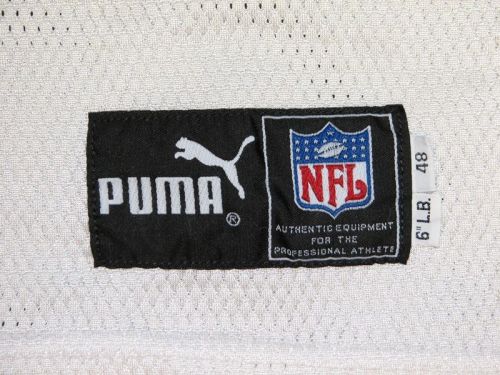 PUMA®
NFL
AUTHENTIC EQUIPMENT
FOR THE
PROFESSIONAL ATHLETE
48
6" L.B.